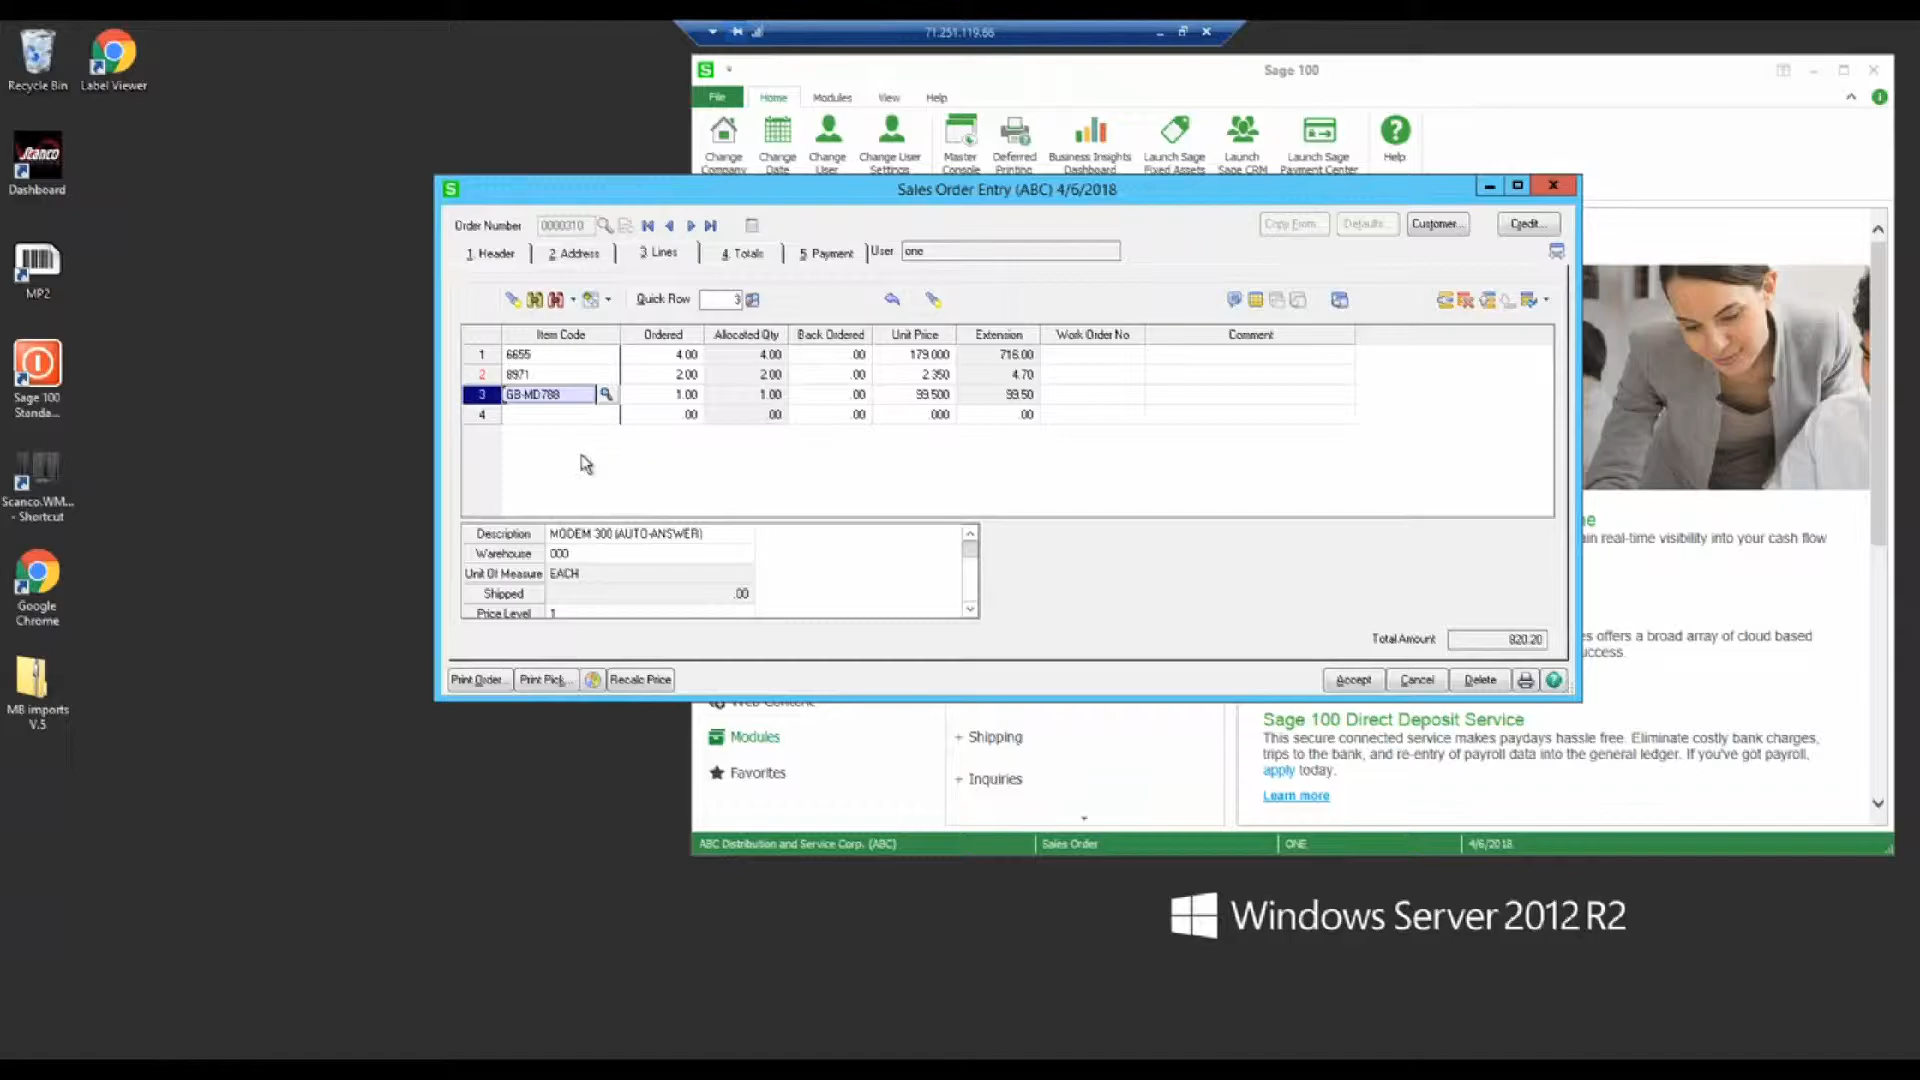 71.251.119.66
Recycle Bin
Label Viewer
Stanco
Dashboard
MP2
Sage 100
Standa...
Scanco.WM...
- Shortcut
Google
Chrome
MB imports
V.5
Sage 100
File Home Modules View Help
Change
Company
Change
Date
Change
User
Change User
Settings
Master
Console
Deferred
Printing
Business Insights
Dashboard
Launch Sage
Fixed Assets
Launch
Sage CRM
Launch Sage
Payment Center
Help
Sales Order Entry (ABC) 4/6/2018
Order Number 0000310
Copy From... Defaults... Customer... Credit...
1. Header 2. Address 3. Lines 4. Totals 5. Payment User one
Quick Row 3
Item Code Ordered Allocated Qty Back Ordered Unit Price Extension Work Order No Comment
1 6655 4.00 4.00 .00 179.000 716.00
2 8971 2.00 2.00 .00 2.350 4.70
3 GB-MD788 1.00 1.00 .00 99.500 99.50
4 .00 .00 .00 .000 .00
Description MODEM 300 (AUTO-ANSWER)
Warehouse 000
Unit Of Measure EACH
Shipped .00
Price Level 1
Total Amount 820.20
Print Order... Print Pick... Recalc Price Accept Cancel Delete
ne
ain real-time visibility into your cash flow
es offers a broad array of cloud based
uccess.
Web Content
Modules
Favorites
+ Shipping
+ Inquiries
Sage 100 Direct Deposit Service
This secure connected service makes paydays hassle free. Eliminate costly bank charges,
trips to the bank, and re-entry of payroll data into the general ledger. If you've got payroll,
apply today.
Learn more
ABC Distribution and Service Corp. (ABC) Sales Order ONE 4/6/2018
Windows Server 2012 R2